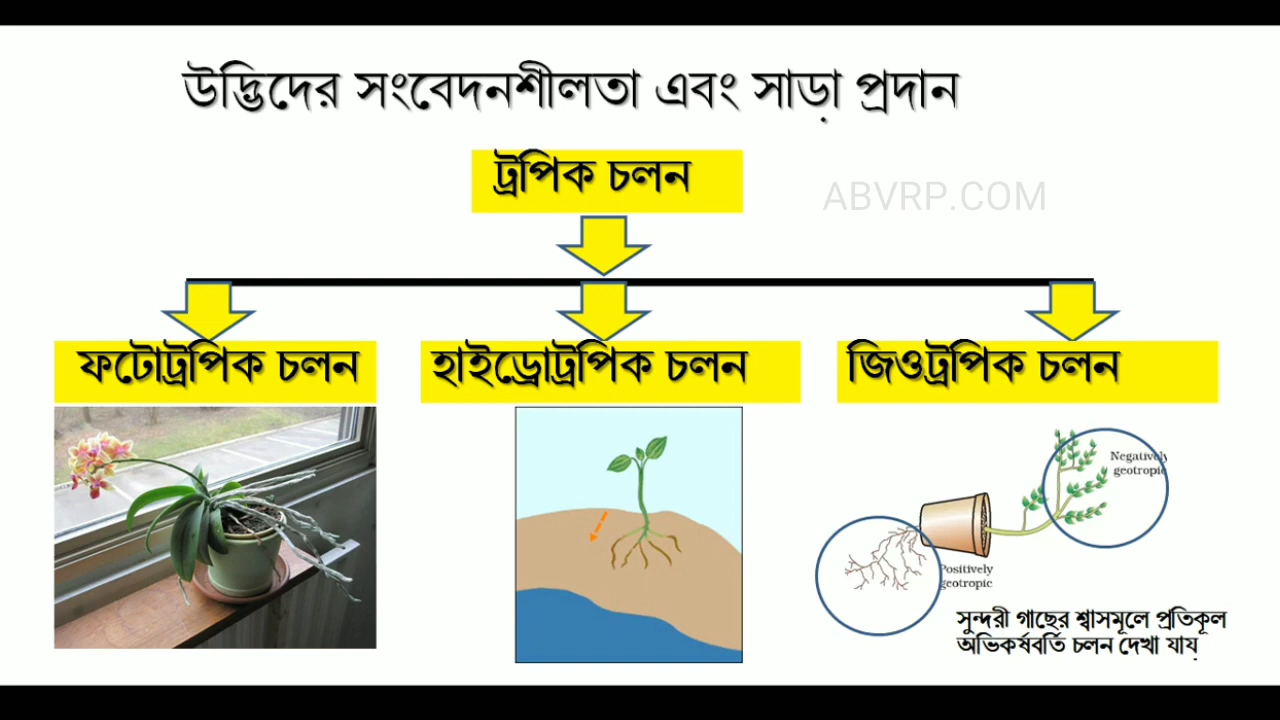 উদ্ভিদের সংবেদনশীলতা এবং সাড়া প্রদান
ট্রপিক চলন
ABVRP.COM
ফটোট্রপিক চলন
হাইড্রোট্রপিক চলন
জিওট্রপিক চলন
Negatively
geotropic
Positively
geotropic
সুন্দরী গাছের শ্বাসমূলে প্রতিকূল
অভিকর্ষবর্তি চলন দেখা যায়